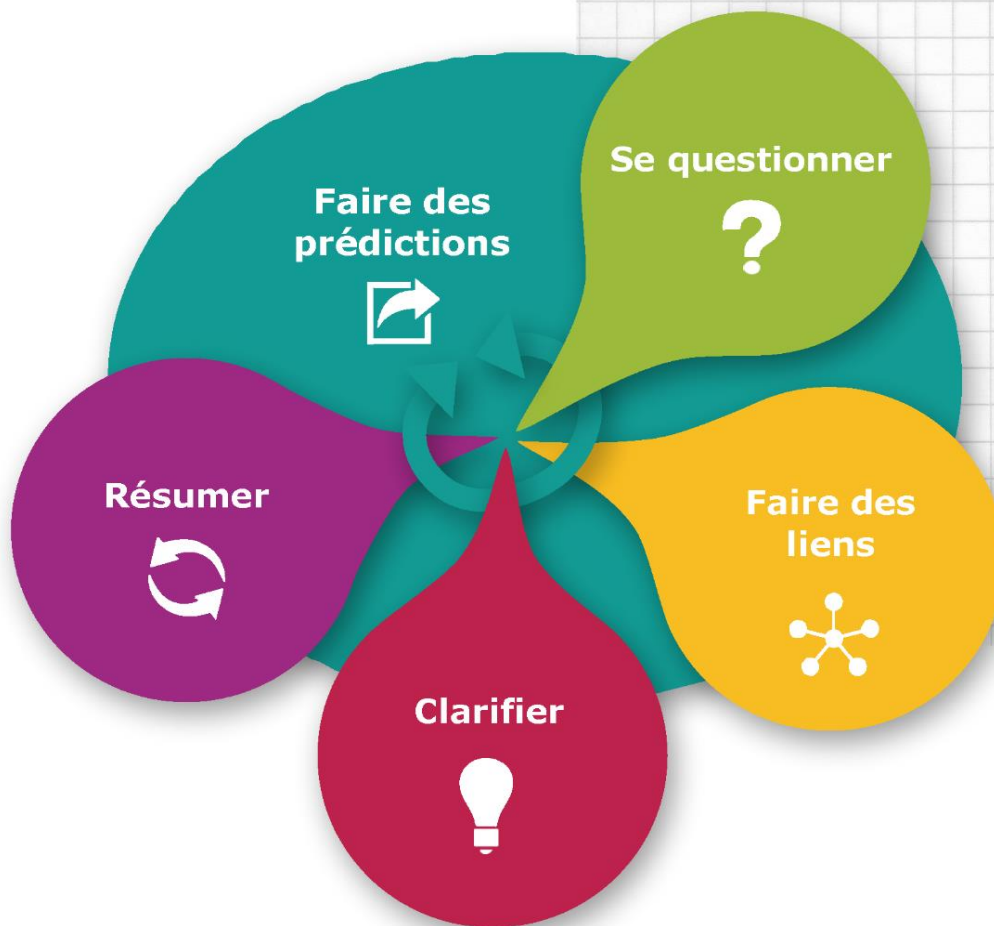 Se questionner
?
Faire des
prédictions
Résumer
Faire des
liens
Clarifier